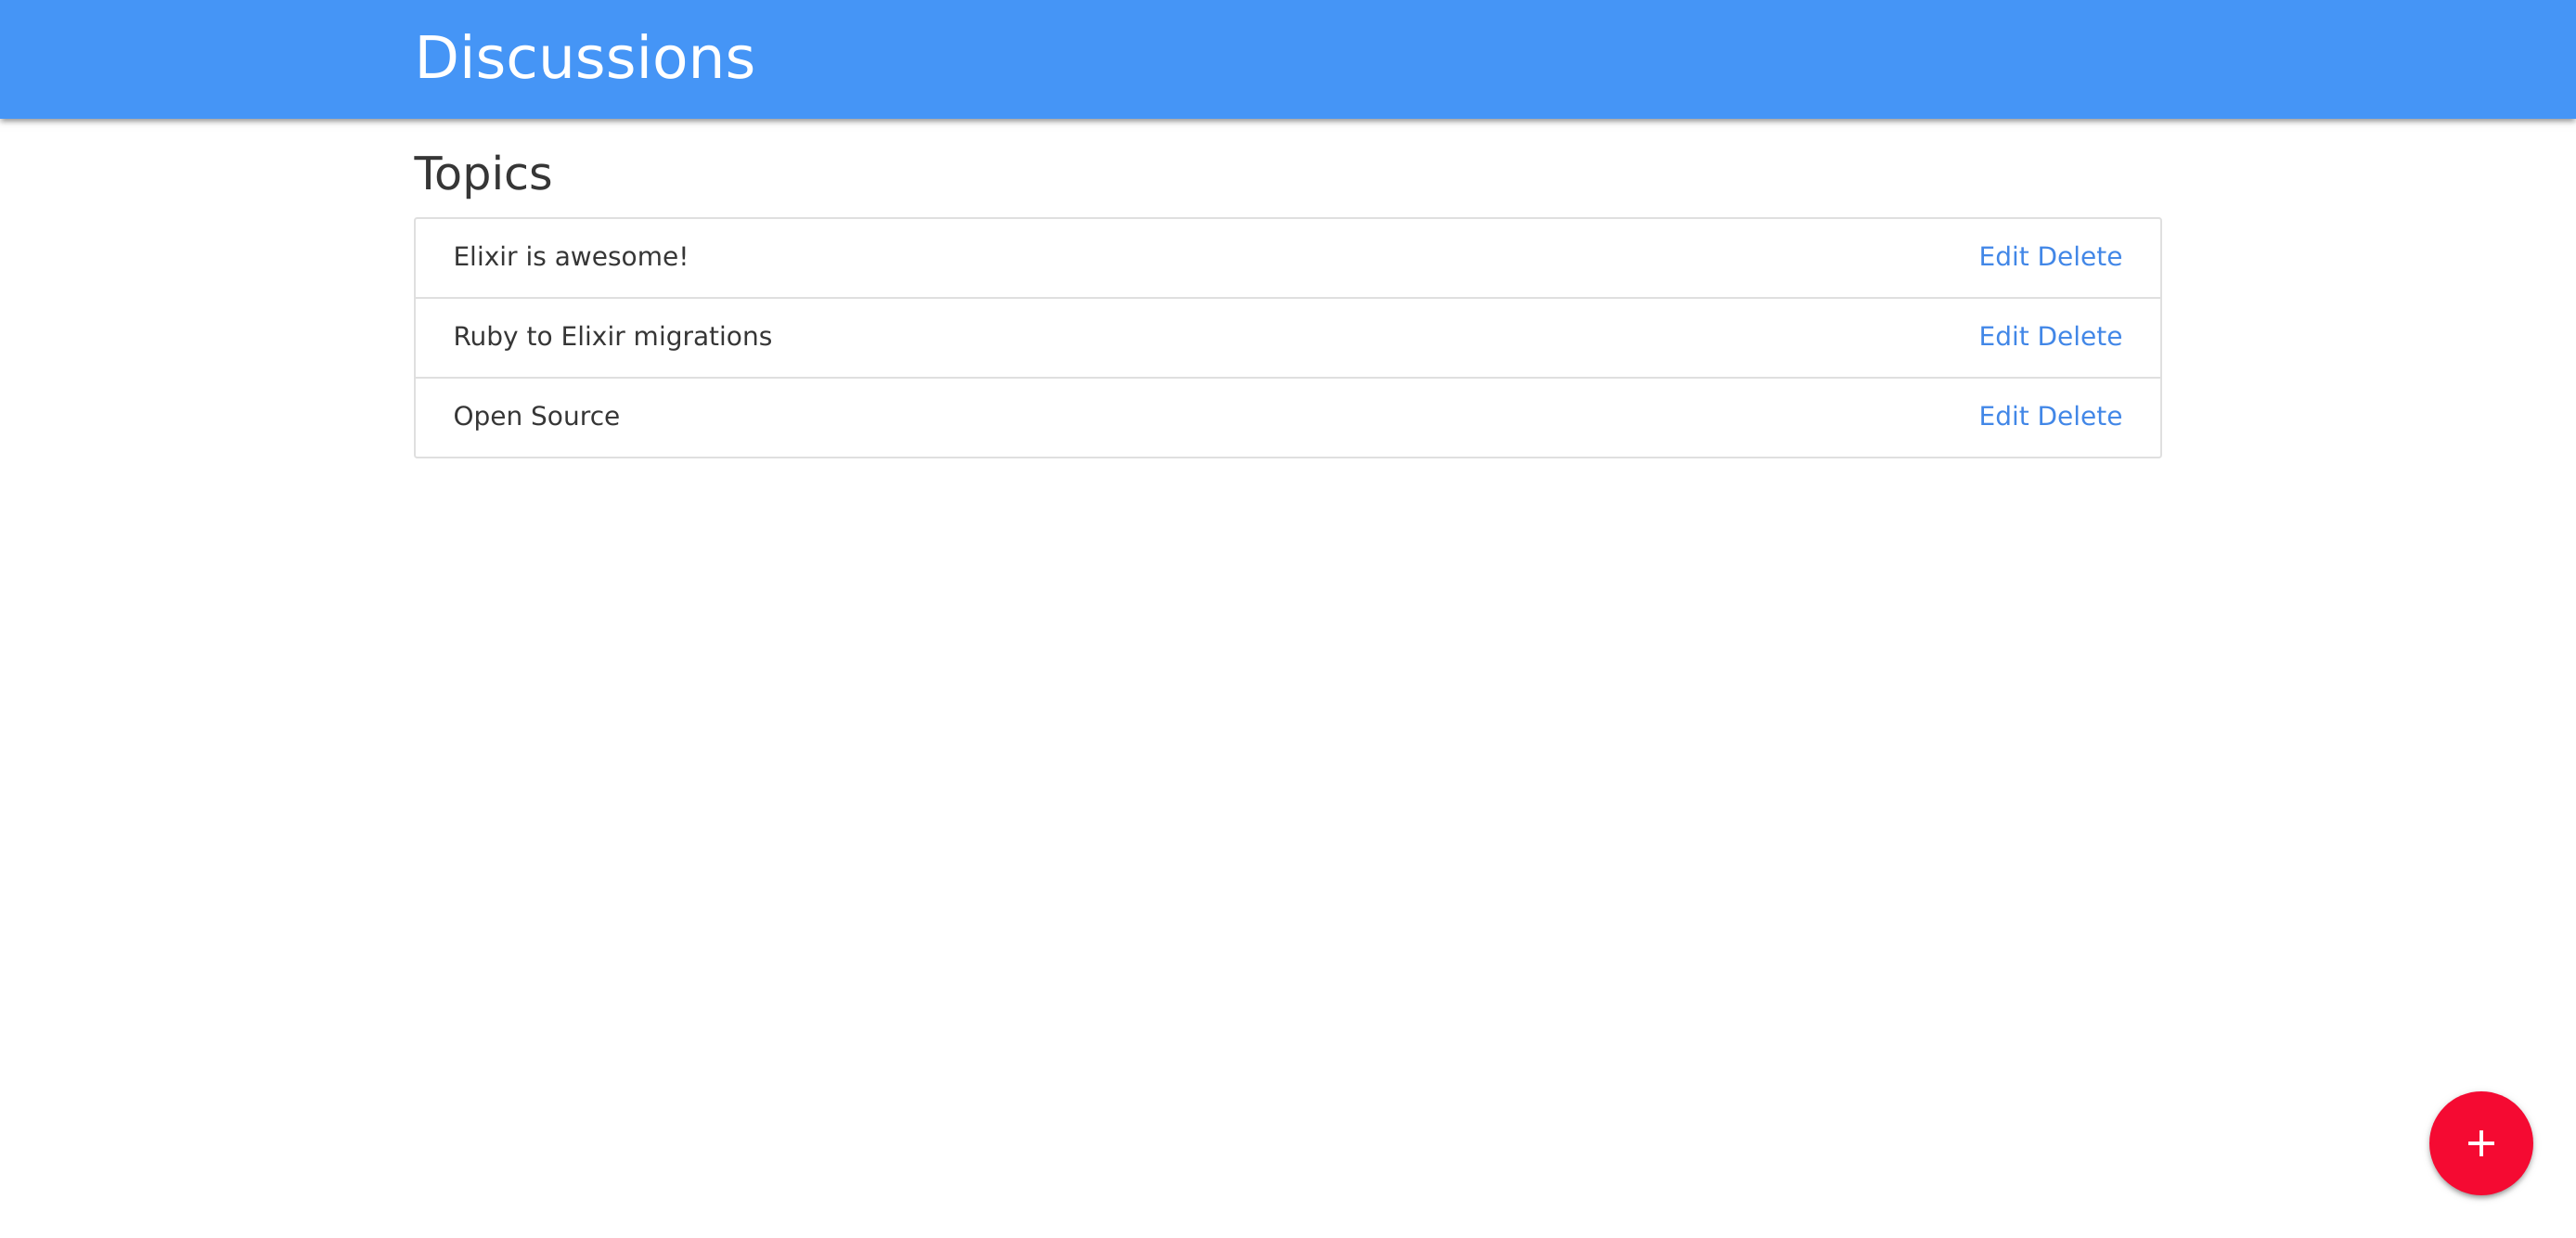 Discussions
Topics
Elixir is awesome! Edit Delete
Ruby to Elixir migrations Edit Delete
Open Source Edit Delete
+